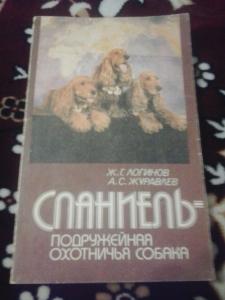 Ж.Г. ЛОГИНОВ
А.С. ЖУРАВЛЕВ
СПАНИЕЛЬ-
ПОДРУЖЕЙНАЯ
ОХОТНИЧЬЯ СОБАКА